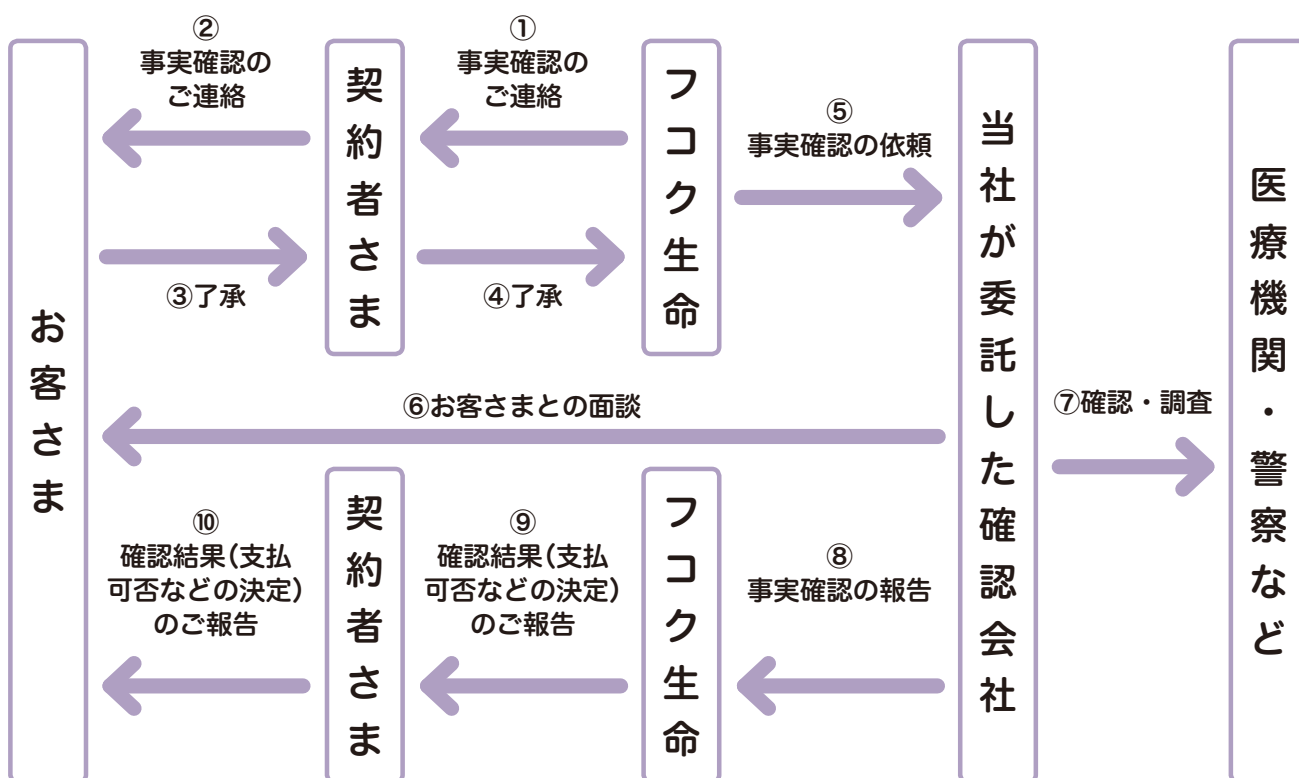 お客さま
②
事実確認の
ご連絡
③了承
契約者さま
①
事実確認の
ご連絡
④了承
フコク生命
⑤
事実確認の依頼
当社が委託した確認会社
⑥お客さまとの面談
⑦確認・調査
医療機関・警察など
⑧
事実確認の報告
フコク生命
⑨
確認結果（支払
可否などの決定）
のご報告
契約者さま
⑩
確認結果（支払
可否などの決定）
のご報告